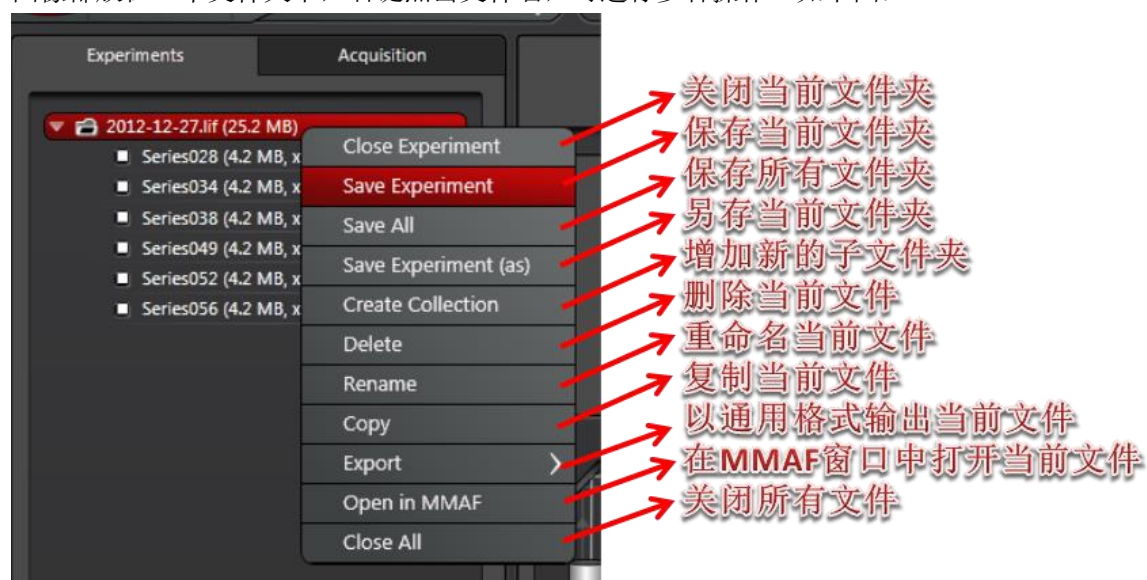 Experiments
Acquisition
2012-12-27.lif (25.2 MB)
Series028 (4.2 MB, x
Series034 (4.2 MB, x
Series038 (4.2 MB, x
Series049 (4.2 MB, x
Series052 (4.2 MB, x
Series056 (4.2 MB, x
Close Experiment
Save Experiment
Save All
Save Experiment (as)
Create Collection
Delete
Rename
Copy
Export
Open in MMAF
Close All
关闭当前文件夹
保存当前文件夹
保存所有文件夹
另存当前文件夹
增加新的子文件夹
删除当前文件
重命名当前文件
复制当前文件
以通用格式输出当前文件
在MMAF窗口中打开当前文件
关闭所有文件